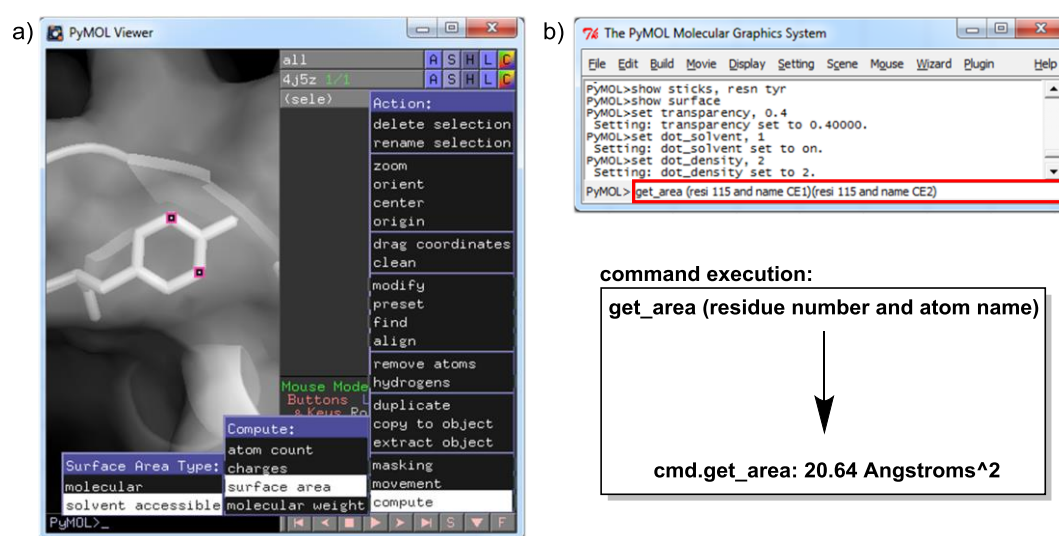 a)
PyMOL Viewer
all A S H L C
4j5z 1/1 A S H L C
(sele)
Action:
delete selection
rename selection
zoom
orient
center
origin
drag coordinates
clean
modify
preset
find
align
remove atoms
hydrogens
duplicate
copy to object
extract object
masking
movement
compute
Mouse Mode
Buttons L
& Keys Ro
Compute:
atom count
charges
surface area
molecular weight
Surface Area Type:
molecular
solvent accessible
PyMOL>_
S F
b)
The PyMOL Molecular Graphics System
File Edit Build Movie Display Setting Scene Mouse Wizard Plugin Help
PyMOL>show sticks, resn tyr
PyMOL>show surface
PyMOL>set transparency, 0.4
Setting: transparency set to 0.40000.
PyMOL>set dot_solvent, 1
Setting: dot_solvent set to on.
PyMOL>set dot_density, 2
Setting: dot_density set to 2.
PyMOL> get_area (resi 115 and name CE1)(resi 115 and name CE2)
command execution:
get_area (residue number and atom name)
cmd.get_area: 20.64 Angstroms^2